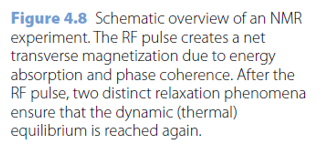 Figure 4.8 Schematic overview of an NMR
experiment. The RF pulse creates a net
transverse magnetization due to energy
absorption and phase coherence. After the
RF pulse, two distinct relaxation phenomena
ensure that the dynamic (thermal)
equilibrium is reached again.